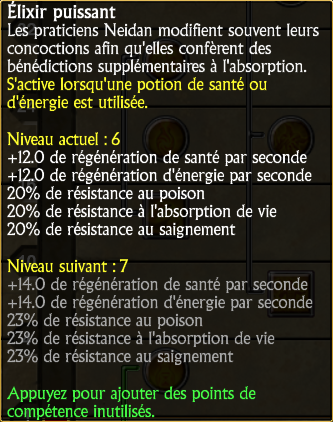 Élixir puissant
Les praticiens Neidan modifient souvent leurs
concoctions afin qu'elles confèrent des
bénédictions supplémentaires à l'absorption.
S'active lorsqu'une potion de santé ou
d'énergie est utilisée.
Niveau actuel : 6
+12.0 de régénération de santé par seconde
+12.0 de régénération d'énergie par seconde
20% de résistance au poison
20% de résistance à l'absorption de vie
20% de résistance au saignement
Niveau suivant : 7
+14.0 de régénération de santé par seconde
+14.0 de régénération d'énergie par seconde
23% de résistance au poison
23% de résistance à l'absorption de vie
23% de résistance au saignement
Appuyez pour ajouter des points de
compétence inutilisés.